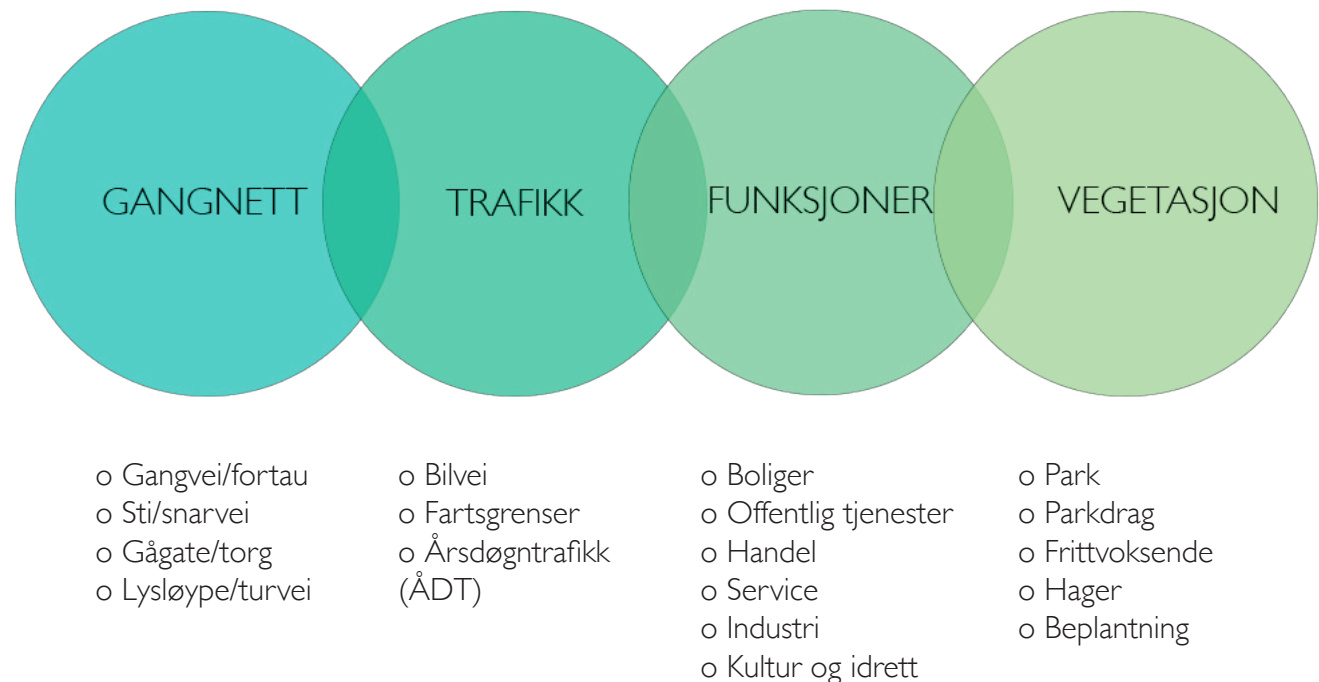 GANGNETT
TRAFIKK
FUNKSJONER
VEGETASJON
o Gangvei/fortau
o Sti/snarvei
o Gågate/torg
o Lysløype/turvei
o Bilvei
o Fartsgrenser
o Årsdøgntrafikk
(ÅDT)
o Boliger
o Offentlig tjenester
o Handel
o Service
o Industri
o Kultur og idrett
o Park
o Parkdrag
o Frittvoksende
o Hager
o Beplantning